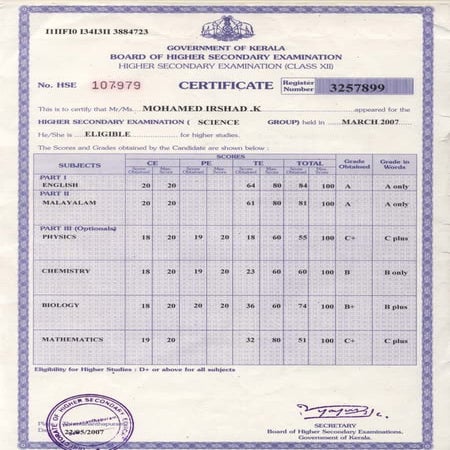 I1IIFI0 I34I3II 3884723
GOVERNMENT OF KERALA
BOARD OF HIGHER SECONDARY EXAMINATION
HIGHER SECONDARY EXAMINATION (CLASS XII)
No. HSE 107979 CERTIFICATE Register Number 3257899
This is to certify that Mr/Ms. MOHAMED IRSHAD .K appeared for the
HIGHER SECONDARY EXAMINATION ( SCIENCE GROUP) held in MARCH 2007
He/She is ELIGIBLE for higher studies.
The Scores and Grades obtained by the Candidate are shown below :
SUBJECTS SCORES Grade Obtained Grade in Words
CE PE TE TOTAL
Score Obtained Max Score Score Obtained Max Score Score Obtained Max Score Score Obtained Max Score
PART I
ENGLISH 20 20 64 80 84 100 A A only
PART II
MALAYALAM 20 20 61 80 81 100 A A only
PART III (Optionals)
PHYSICS 18 20 19 20 18 60 55 100 C+ C plus
CHEMISTRY 18 20 19 20 23 60 60 100 B B only
BIOLOGY 18 20 20 20 36 60 74 100 B+ B plus
MATHEMATICS 19 20 32 80 51 100 C+ C plus
Eligibility for Higher Studies : D+ or above for all subjects
22/05/2007
SECRETARY
Board of Higher Secondary Examinations.
Government of Kerala.